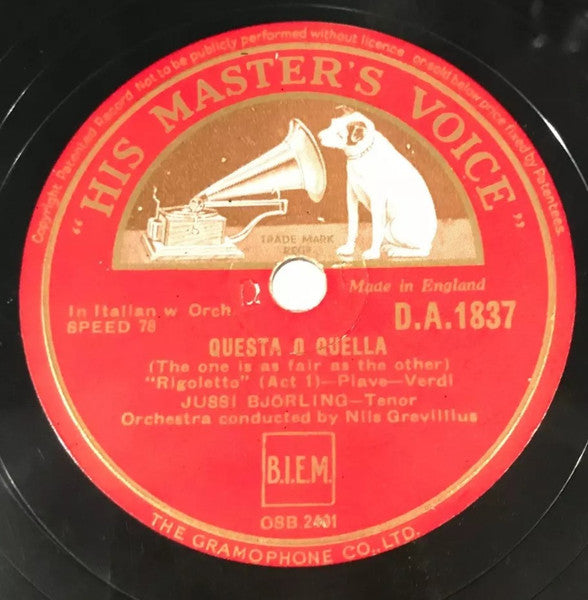 Copyright Patented Record Not to be publicly performed without licence or sold below price fixed by Patentees.
"HIS MASTER'S VOICE"
TRADE MARK
REGD.
Made in England
In Italian w Orch
SPEED 78
D.A.1837
QUESTA O QUELLA
(The one is as fair as the other)
"Rigoletto" (Act 1)—Piave—Verdi
JUSSI BJÖRLING—Tenor
Orchestra conducted by Nils Grevillius
B.I.E.M.
OSB 2401
THE GRAMOPHONE CO., LTD.